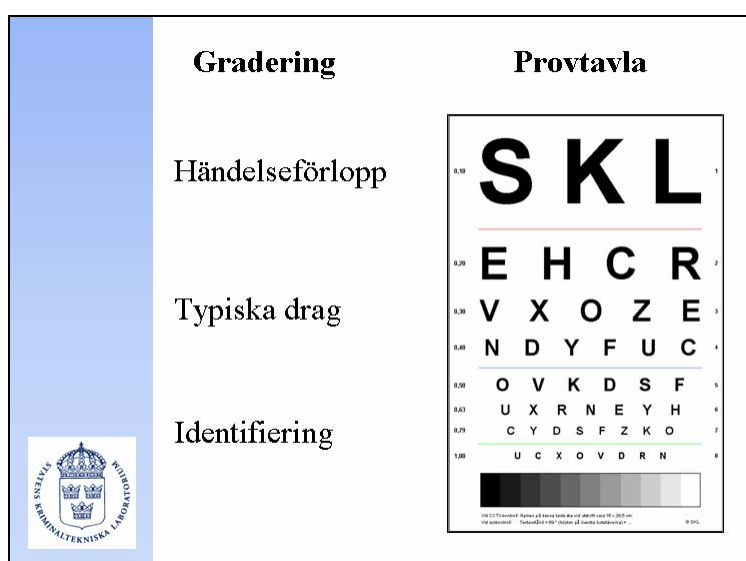 Gradering
Provtavla
Händelseförlopp
Typiska drag
Identifiering
0,10 S K L 1
0,20 E H C R 2
0,30 V X O Z E 3
0,40 N D Y F U C 4
0,50 O V K D S F 5
0,63 U X R N E Y H 6
0,79 C Y D S F Z K O 7
1,00 U C X O V D R N 8
© SKL
STATENS KRIMINALTEKNISKA LABORATORIUM